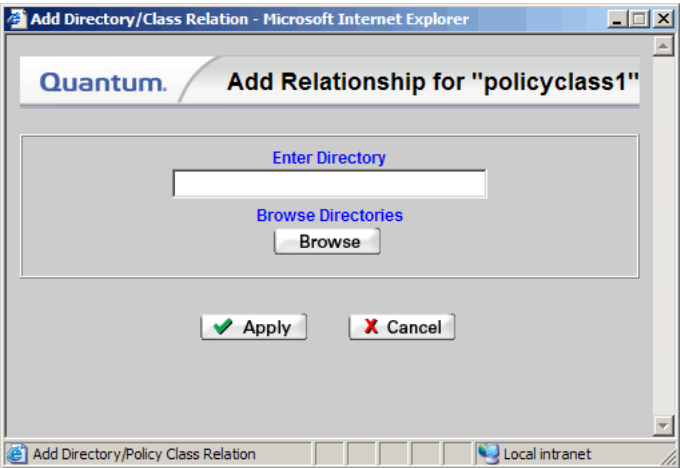 Add Directory/Class Relation - Microsoft Internet Explorer
Quantum.
Add Relationship for "policyclass1"
Enter Directory
Browse Directories
Browse
Apply
Cancel
Add Directory/Policy Class Relation
Local intranet